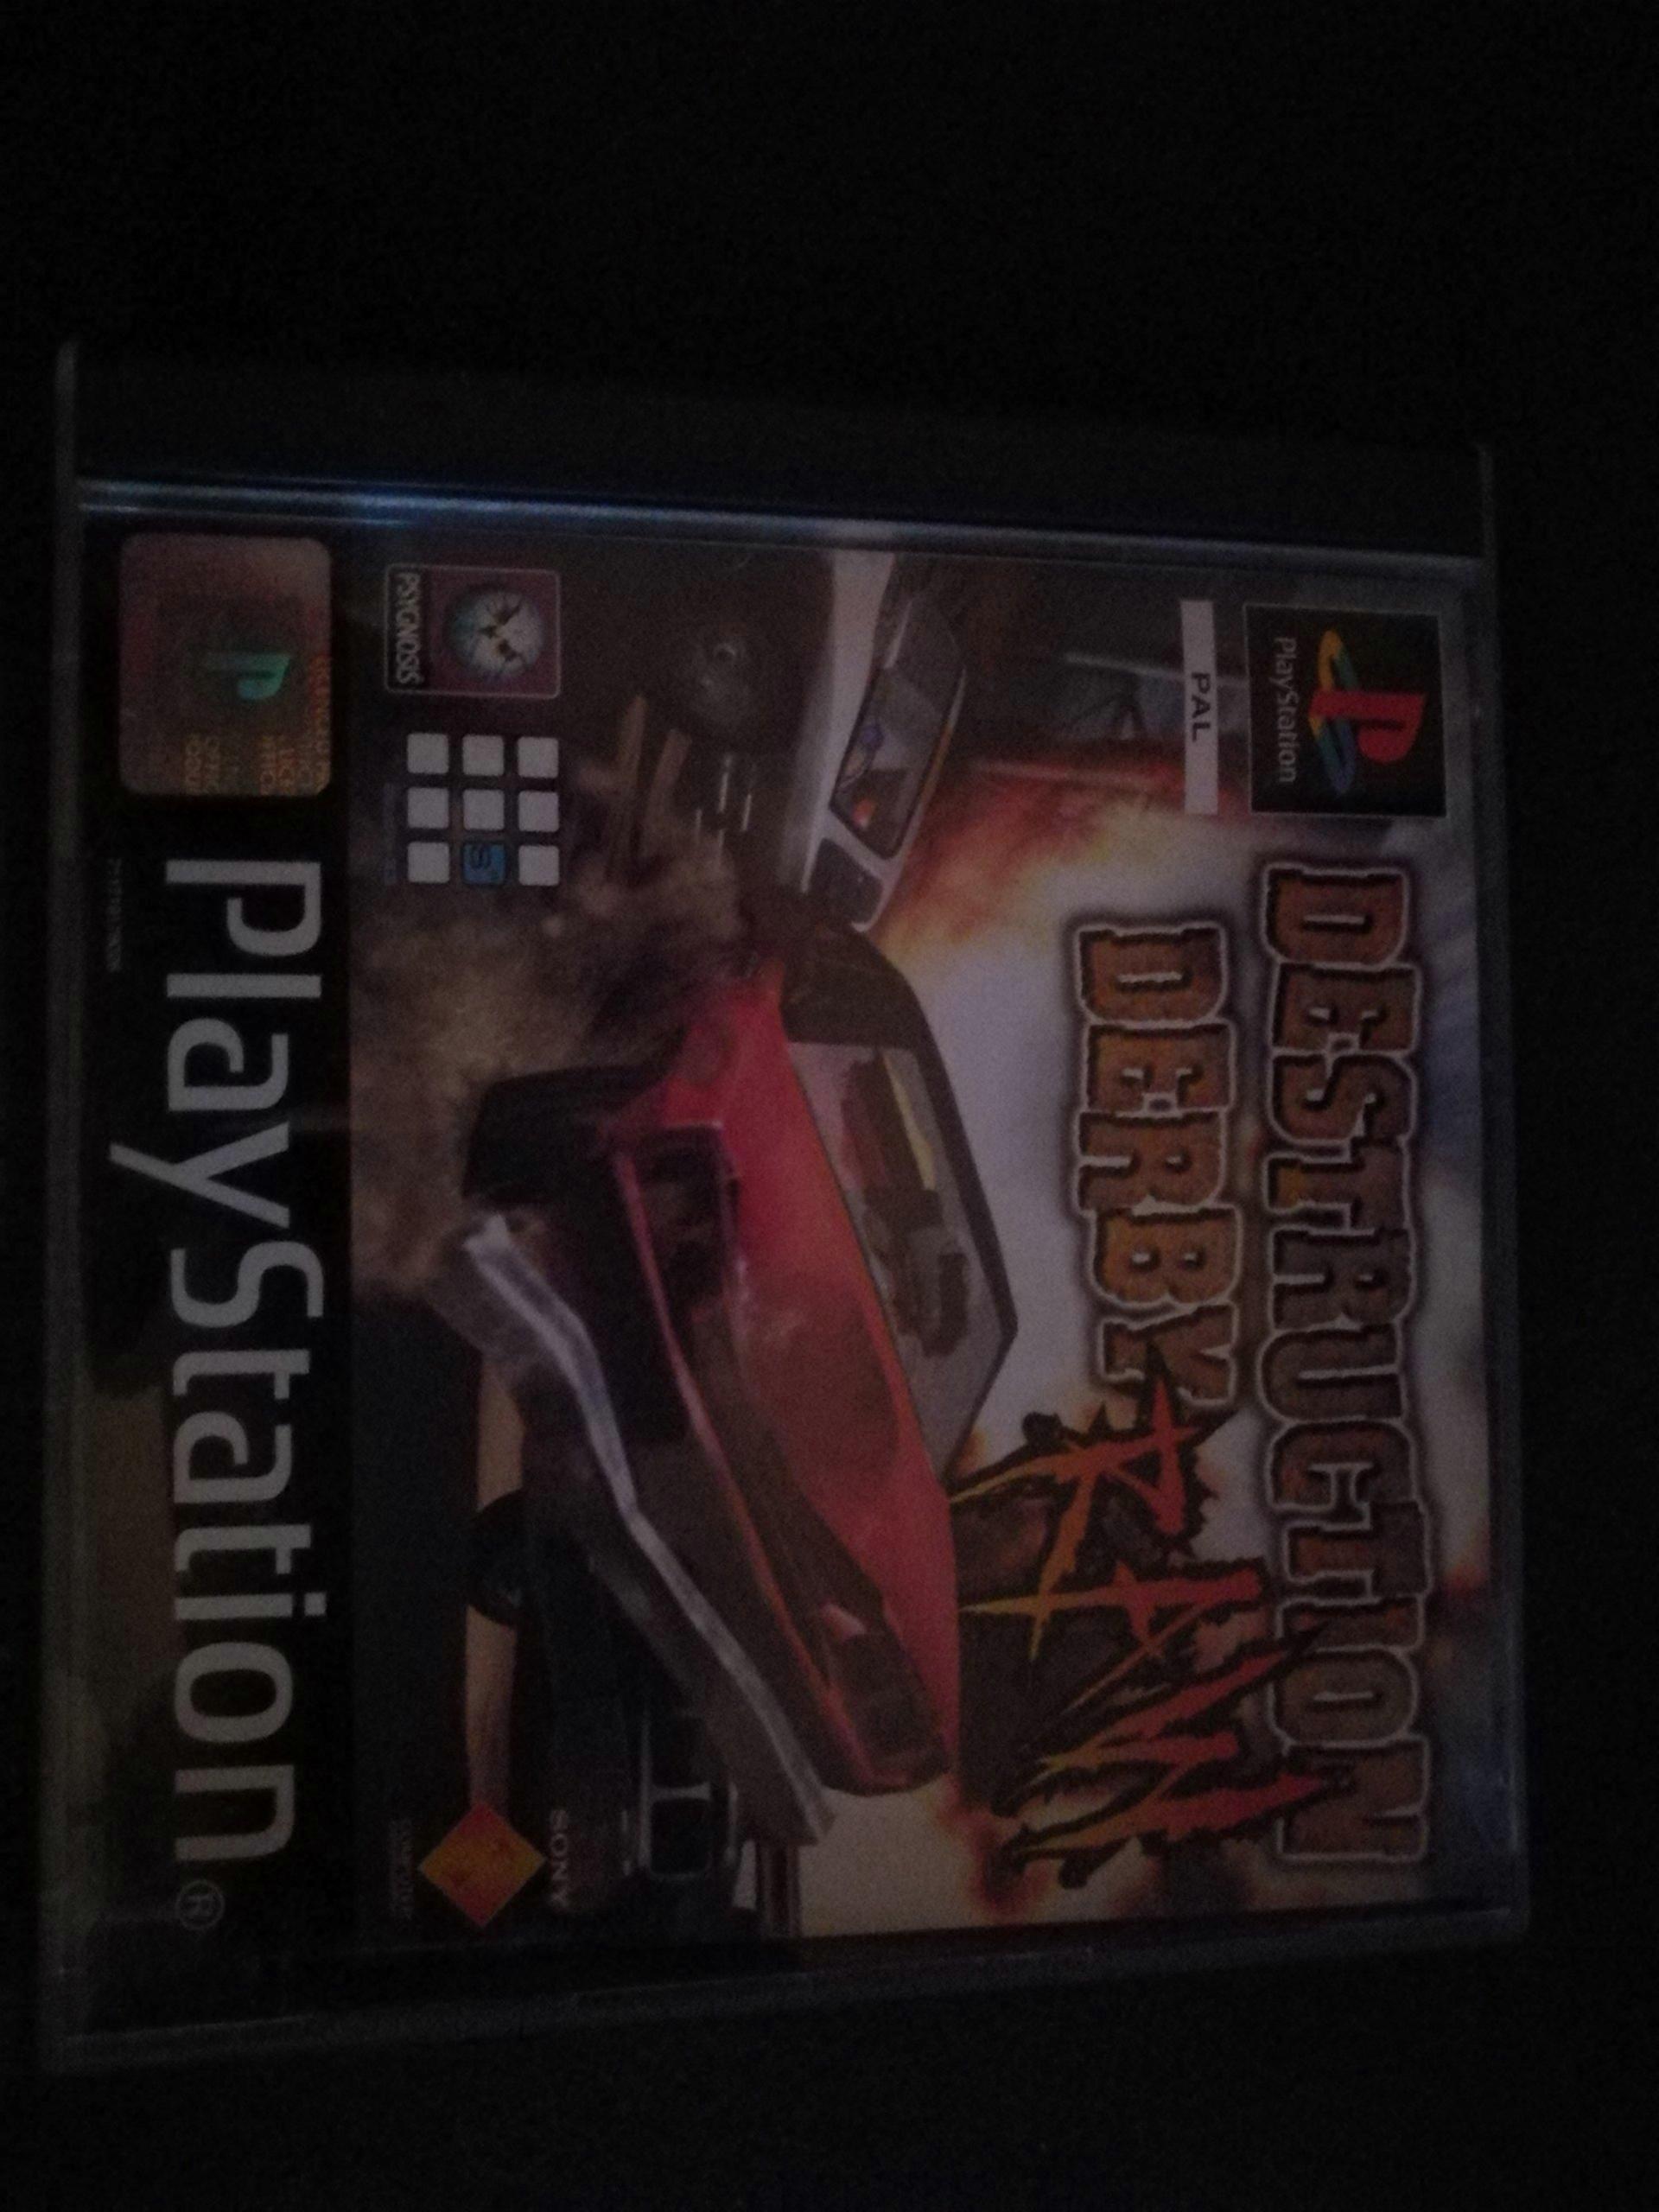 PlayStation
PAL
DESTRUCTION
DERBY
RAW
PSYGNOSIS
SONY
PlayStation®